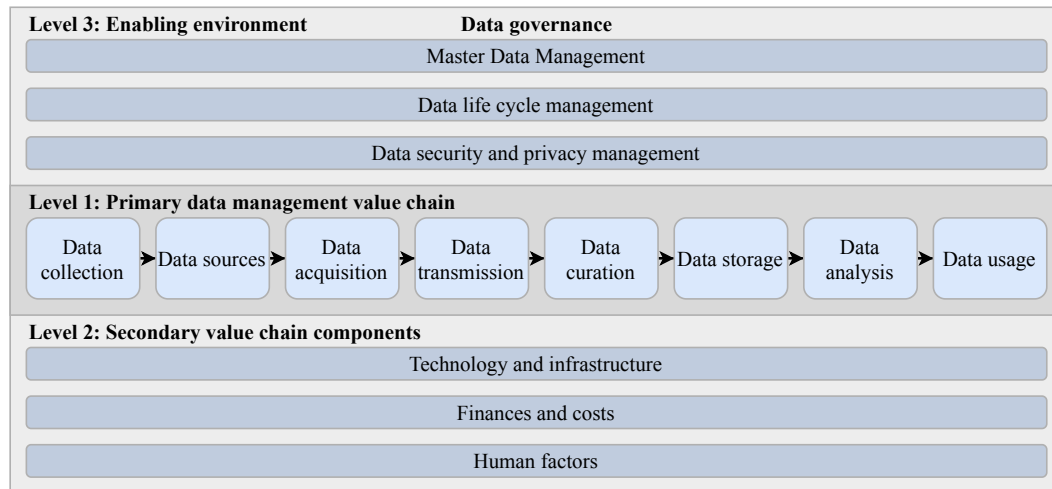 Level 3: Enabling environment Data governance
Master Data Management
Data life cycle management
Data security and privacy management
Level 1: Primary data management value chain
Data
collection
Data sources
Data
acquisition
Data
transmission
Data
curation
Data storage
Data
analysis
Data usage
Level 2: Secondary value chain components
Technology and infrastructure
Finances and costs
Human factors